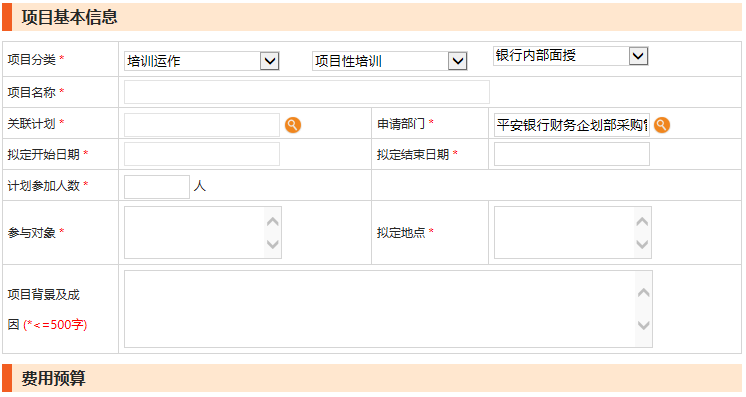 项目基本信息
项目分类 * 培训运作 项目性培训 银行内部面授
项目名称 *
关联计划 * 申请部门 * 平安银行财务企划部采购
拟定开始日期 * 拟定结束日期 *
计划参加人数 * 人
参与对象 * 拟定地点 *
项目背景及成
因 (*<=500字)
费用预算